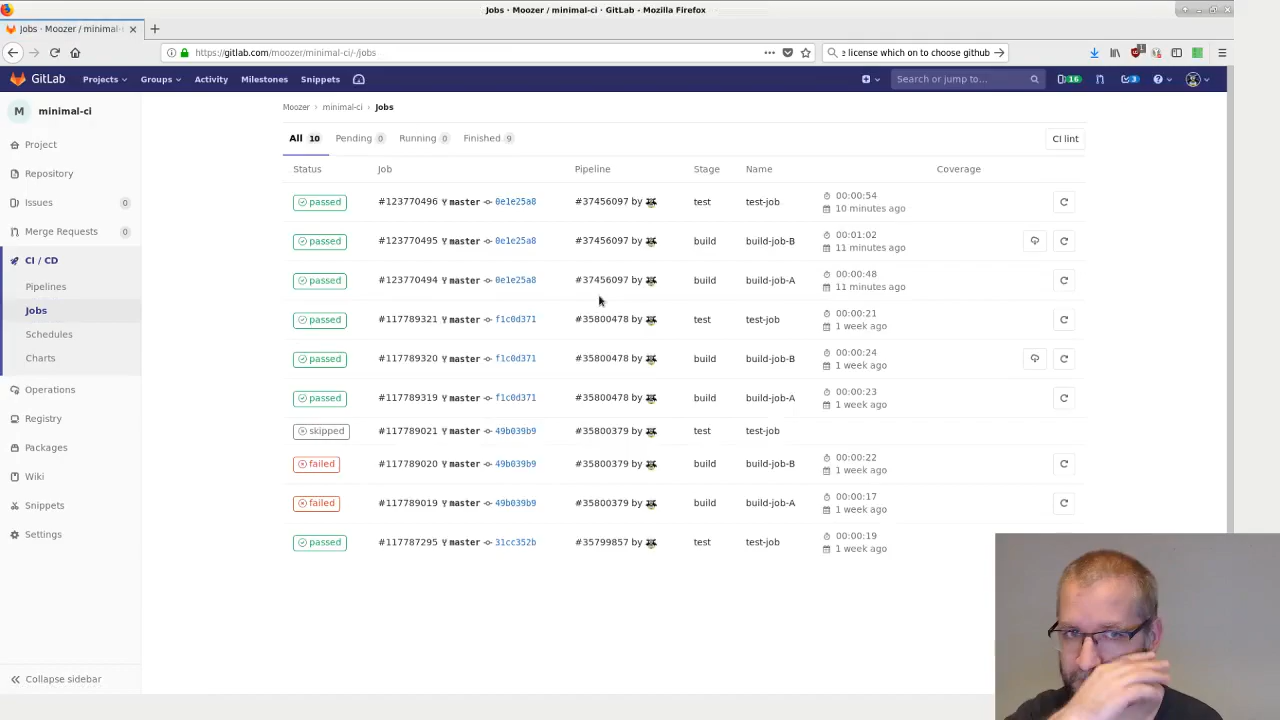 Jobs · Moozer / minimal-ci · GitLab - Mozilla Firefox
Jobs · Moozer / minimal-
https://gitlab.com/moozer/minimal-ci/-/jobs
license which on to choose github
1
GitLab Projects Groups Activity Milestones Snippets Search or jump to... 16 3
M minimal-ci
Moozer › minimal-ci › Jobs
Project
Repository
Issues 0
Merge Requests 0
CI / CD
Pipelines
Jobs
Schedules
Charts
Operations
Registry
Packages
Wiki
Snippets
Settings
Collapse sidebar
All 10 Pending 0 Running 0 Finished 9 CI lint
Status Job Pipeline Stage Name Coverage
passed #123770496 master 0e1e25a8 #37456097 by test test-job 00:00:54
10 minutes ago
passed #123770495 master 0e1e25a8 #37456097 by build build-job-B 00:01:02
11 minutes ago
passed #123770494 master 0e1e25a8 #37456097 by build build-job-A 00:00:48
11 minutes ago
passed #117789321 master f1c0d371 #35800478 by test test-job 00:00:21
1 week ago
passed #117789320 master f1c0d371 #35800478 by build build-job-B 00:00:24
1 week ago
passed #117789319 master f1c0d371 #35800478 by build build-job-A 00:00:23
1 week ago
skipped #117789021 master 49b039b9 #35800379 by test test-job
failed #117789020 master 49b039b9 #35800379 by build build-job-B 00:00:22
1 week ago
failed #117789019 master 49b039b9 #35800379 by build build-job-A 00:00:17
1 week ago
passed #117787295 master 31cc352b #35799857 by test test-job 00:00:19
1 week ago